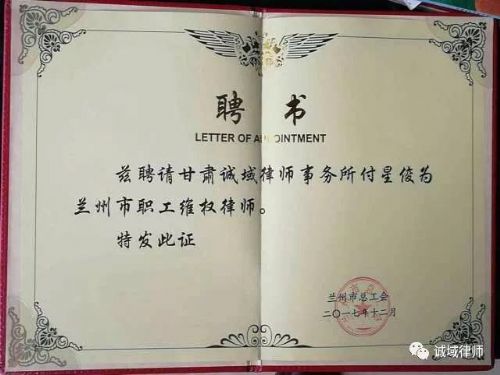 聘 书
LETTER OF APPOINTMENT
兹聘请甘肃诚域律师事务所付星俊为
兰州市职工维权律师。
特发此证
兰州市总工会
二〇一七年十二月
诚域律师